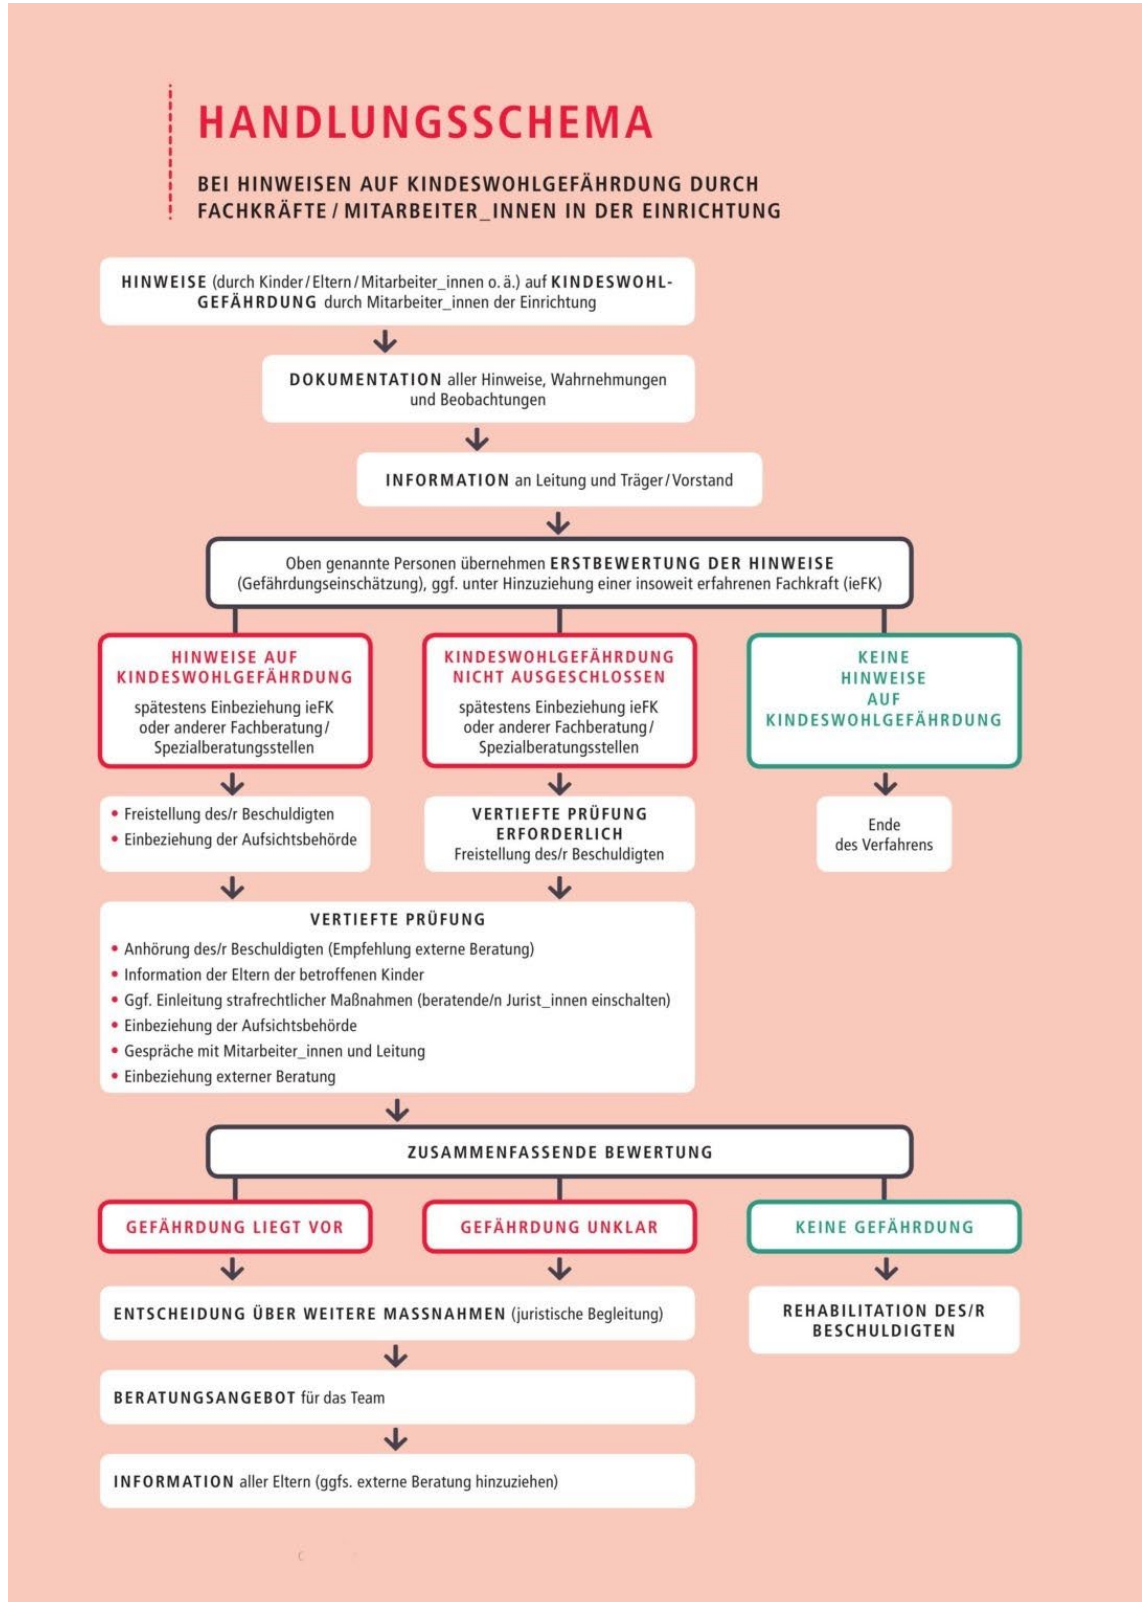 HANDLUNGSSCHEMA
BEI HINWEISEN AUF KINDESWOHLGEFÄHRDUNG DURCH
FACHKRÄFTE / MITARBEITER_INNEN IN DER EINRICHTUNG
HINWEISE (durch Kinder / Eltern / Mitarbeiter_innen o. ä.) auf KINDESWOHL-
GEFÄHRDUNG durch Mitarbeiter_innen der Einrichtung
DOKUMENTATION aller Hinweise, Wahrnehmungen
und Beobachtungen
INFORMATION an Leitung und Träger / Vorstand
Oben genannte Personen übernehmen ERSTBEWERTUNG DER HINWEISE
(Gefährdungseinschätzung), ggf. unter Hinzuziehung einer insoweit erfahrenen Fachkraft (ieFK)
HINWEISE AUF
KINDESWOHLGEFÄHRDUNG
spätestens Einbeziehung ieFK
oder anderer Fachberatung /
Spezialberatungsstellen
KINDESWOHLGEFÄHRDUNG
NICHT AUSGESCHLOSSEN
spätestens Einbeziehung ieFK
oder anderer Fachberatung /
Spezialberatungsstellen
KEINE
HINWEISE
AUF
KINDESWOHLGEFÄHRDUNG
• Freistellung des/r Beschuldigten
• Einbeziehung der Aufsichtsbehörde
VERTIEFTE PRÜFUNG
ERFORDERLICH
Freistellung des/r Beschuldigten
Ende
des Verfahrens
VERTIEFTE PRÜFUNG
• Anhörung des/r Beschuldigten (Empfehlung externe Beratung)
• Information der Eltern der betroffenen Kinder
• Ggf. Einleitung strafrechtlicher Maßnahmen (beratende/n Jurist_innen einschalten)
• Einbeziehung der Aufsichtsbehörde
• Gespräche mit Mitarbeiter_innen und Leitung
• Einbeziehung externer Beratung
ZUSAMMENFASSENDE BEWERTUNG
GEFÄHRDUNG LIEGT VOR
GEFÄHRDUNG UNKLAR
KEINE GEFÄHRDUNG
ENTSCHEIDUNG ÜBER WEITERE MASSNAHMEN (juristische Begleitung)
REHABILITATION DES/R
BESCHULDIGTEN
BERATUNGSANGEBOT für das Team
INFORMATION aller Eltern (ggfs. externe Beratung hinzuziehen)